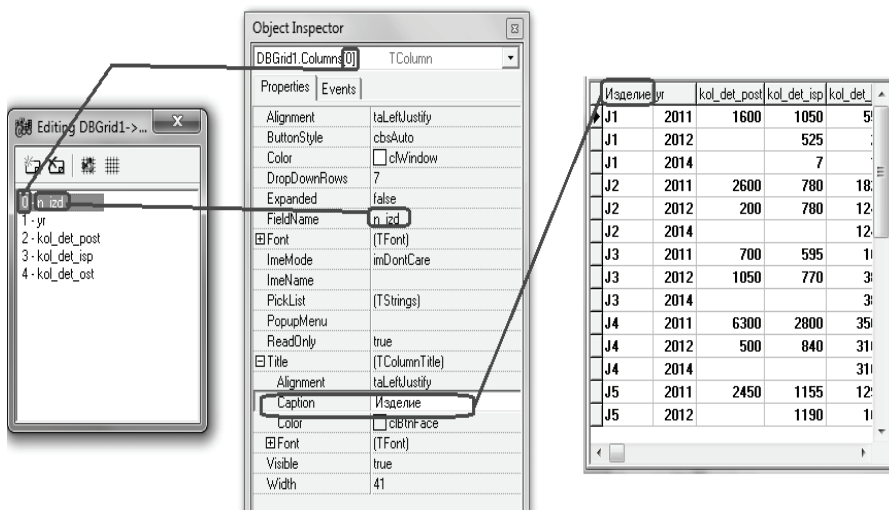 Editing DBGrid1->...
0 - n_izd
1 - yr
2 - kol_det_post
3 - kol_det_isp
4 - kol_det_ost
Object Inspector
DBGrid1.Columns[0] TColumn
Properties Events
Alignment taLeftJustify
ButtonStyle cbsAuto
Color clWindow
DropDownRows 7
Expanded false
FieldName n_izd
Font (TFont)
ImeMode imDontCare
ImeName
PickList (TStrings)
PopupMenu
ReadOnly true
Title (TColumnTitle)
Alignment taLeftJustify
Caption Изделие
Color clBtnFace
Font (TFont)
Visible true
Width 41
Изделие yr kol_det_post kol_det_isp kol_det_
J1 2011 1600 1050
J1 2012 525
J1 2014 7
J2 2011 2600 780
J2 2012 200 780
J2 2014
J3 2011 700 595
J3 2012 1050 770
J3 2014
J4 2011 6300 2800
J4 2012 500 840
J4 2014
J5 2011 2450 1155
J5 2012 1190